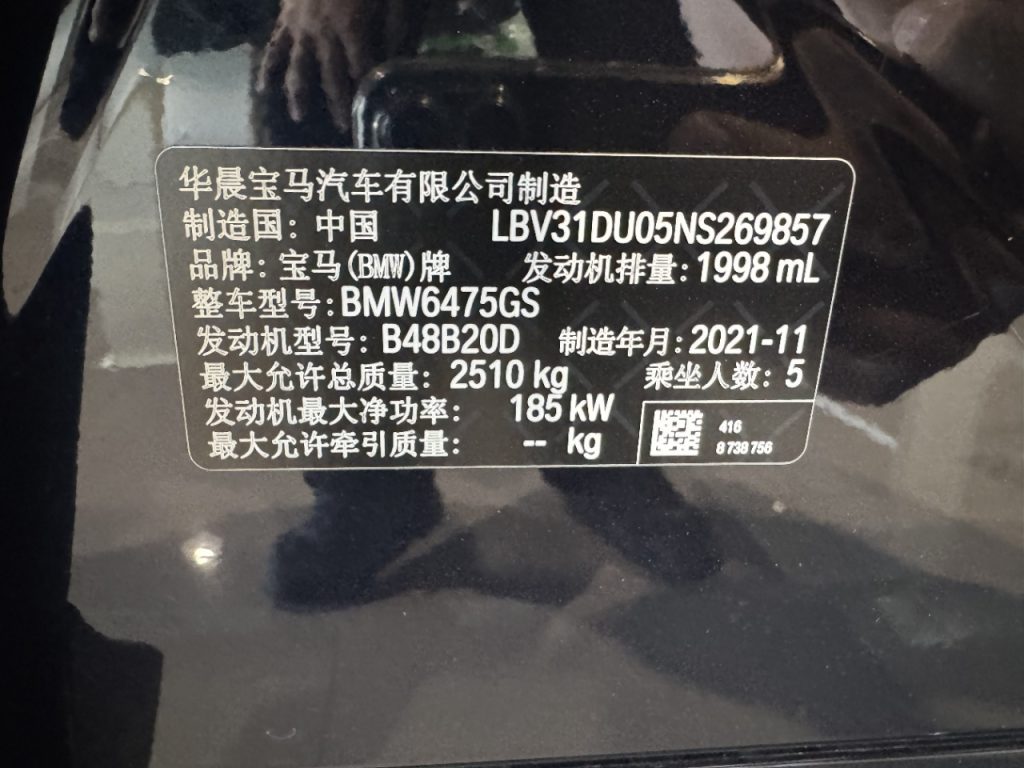 华晨宝马汽车有限公司制造
制造国：中国 LBV31DU05NS269857
品牌：宝马(BMW)牌 发动机排量：1998 mL
整车型号：BMW6475GS
发动机型号：B48B20D 制造年月：2021-11
最大允许总质量：2510 kg 乘坐人数：5
发动机最大净功率：185 kW
最大允许牵引质量：-- kg
416
8 738 756